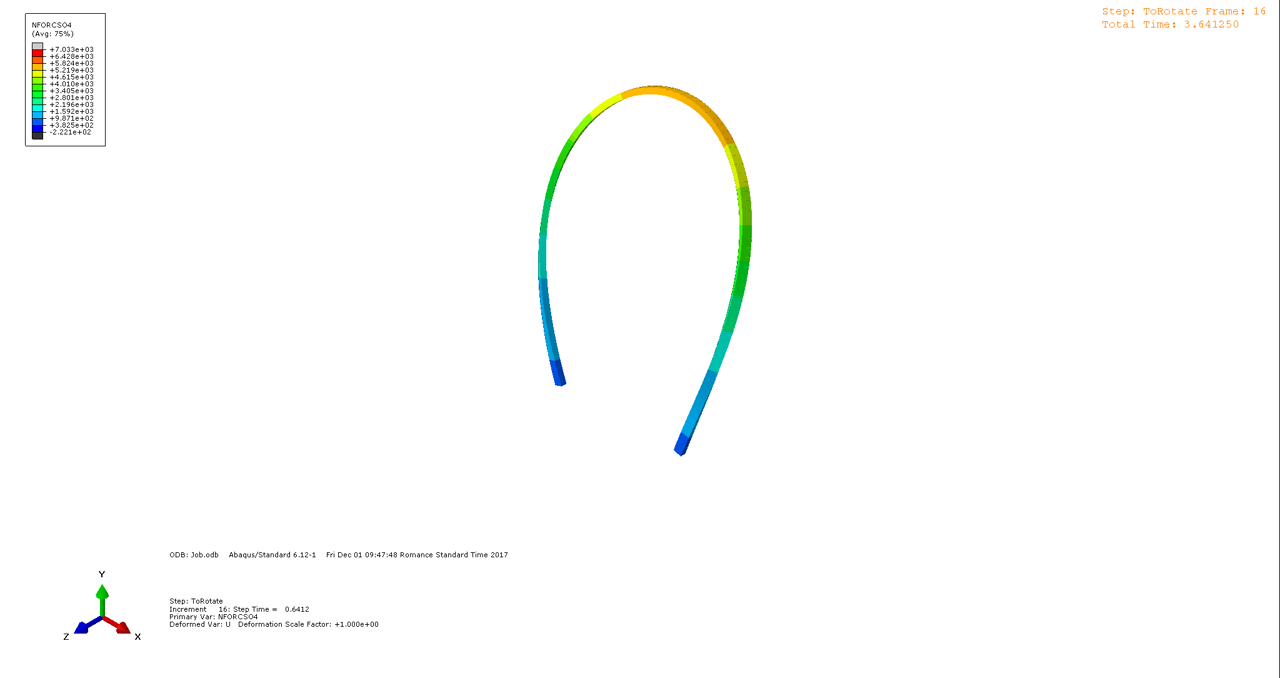 NFORCSO4
(Avg: 75%)
+7.033e+03
+6.428e+03
+5.824e+03
+5.219e+03
+4.615e+03
+4.010e+03
+3.405e+03
+2.801e+03
+2.196e+03
+1.592e+03
+9.871e+02
+3.825e+02
-2.221e+02
Step: ToRotate Frame: 16
Total Time: 3.641250
ODB: Job.odb Abaqus/Standard 6.12-1 Fri Dec 01 09:47:48 Romance Standard Time 2017
Y
Z
X
Step: ToRotate
Increment 16: Step Time = 0.6412
Primary Var: NFORCSO4
Deformed Var: U Deformation Scale Factor: +1.000e+00